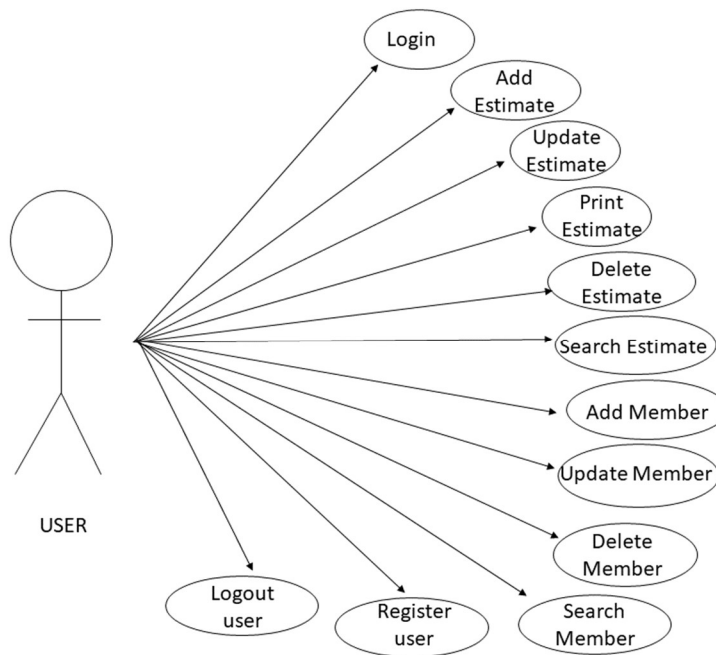 Login
Add
Estimate
Update
Estimate
Print
Estimate
Delete
Estimate
Search Estimate
Add Member
Update Member
USER
Delete
Member
Logout
user
Register
user
Search
Member